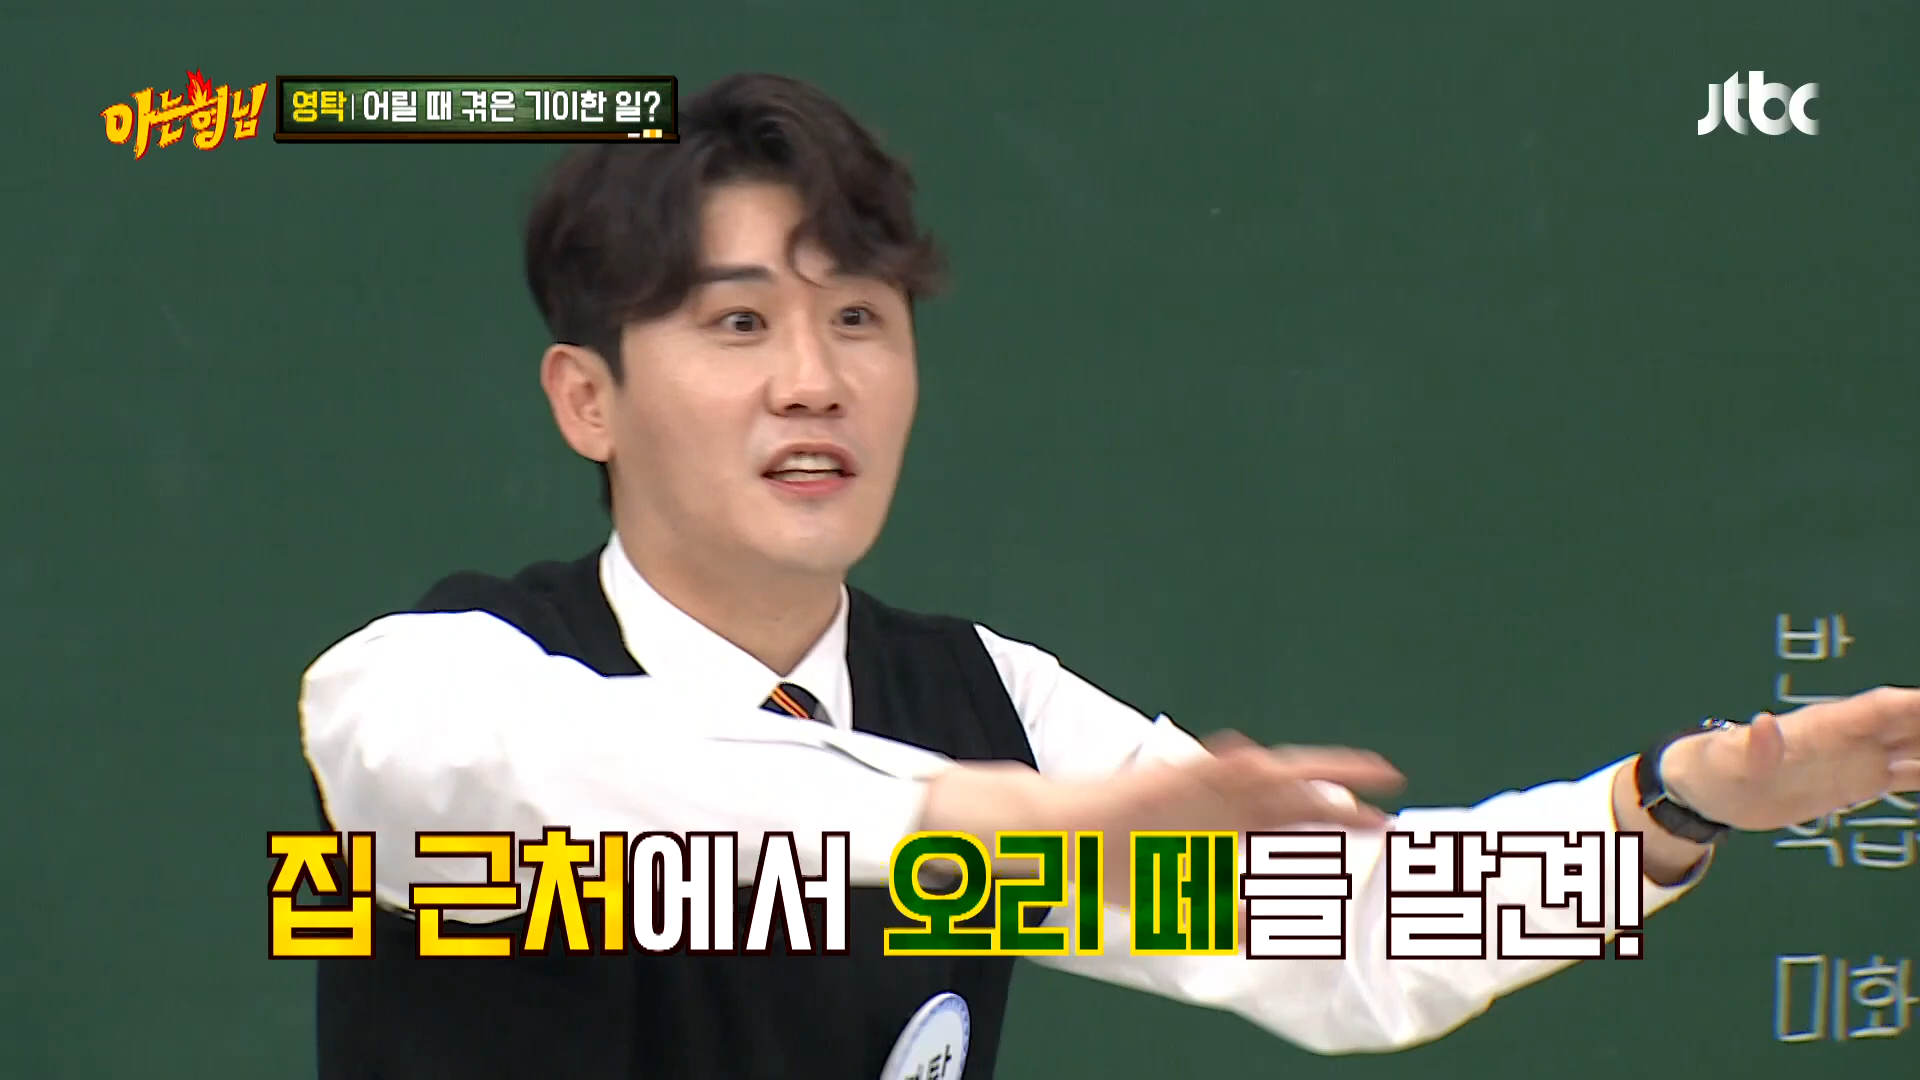 아는형님
영탁 | 어릴 때 겪은 기이한 일?
jtbc
집 근처에서 오리 떼들 발견!
미화